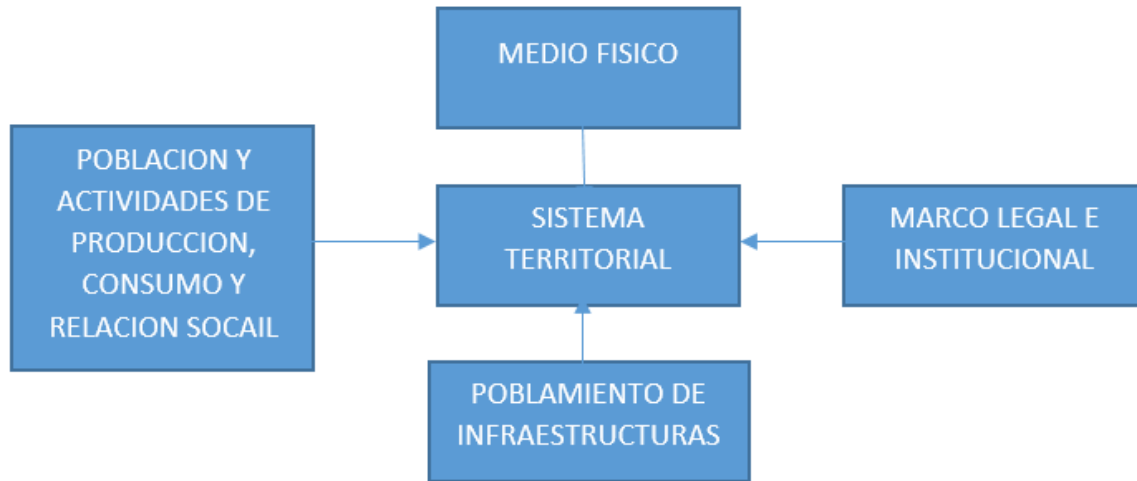 MEDIO FISICO
POBLACION Y
ACTIVIDADES DE
PRODUCCION,
CONSUMO Y
RELACION SOCAIL
SISTEMA
TERRITORIAL
MARCO LEGAL E
INSTITUCIONAL
POBLAMIENTO DE
INFRAESTRUCTURAS